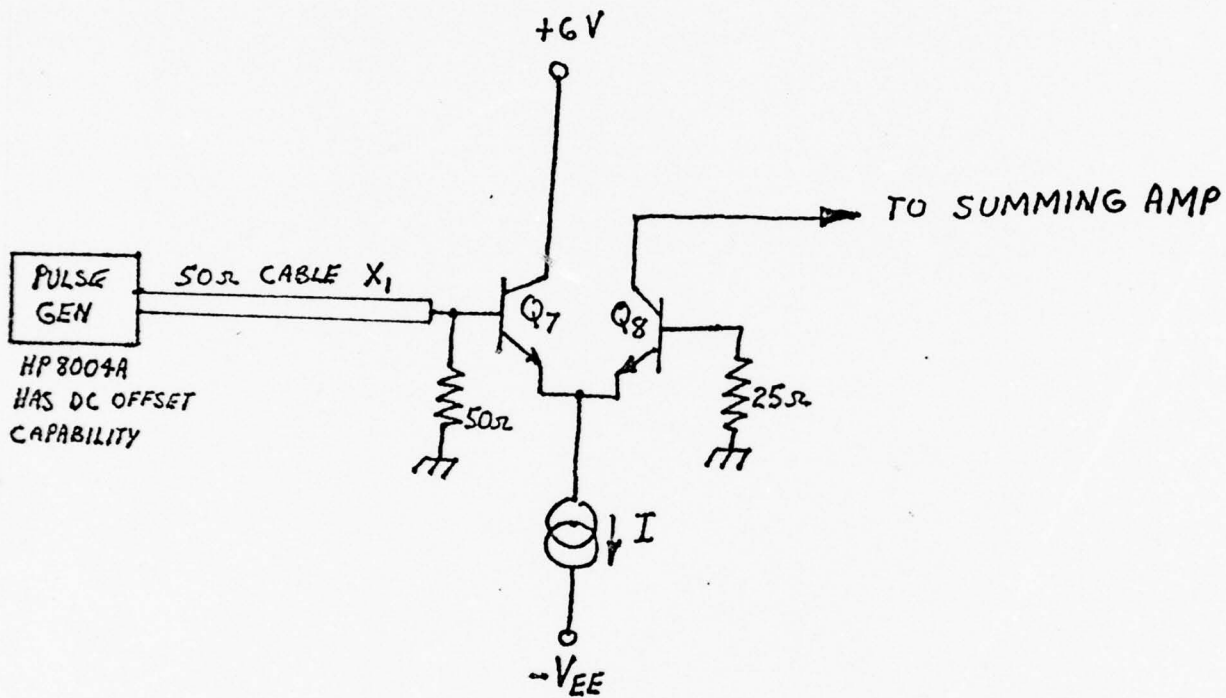 +6V
TO SUMMING AMP
PULSE
GEN
50Ω CABLE X₁
Q₇
Q₈
HP 8004A
HAS DC OFFSET
CAPABILITY
50Ω
25Ω
I
-V_EE